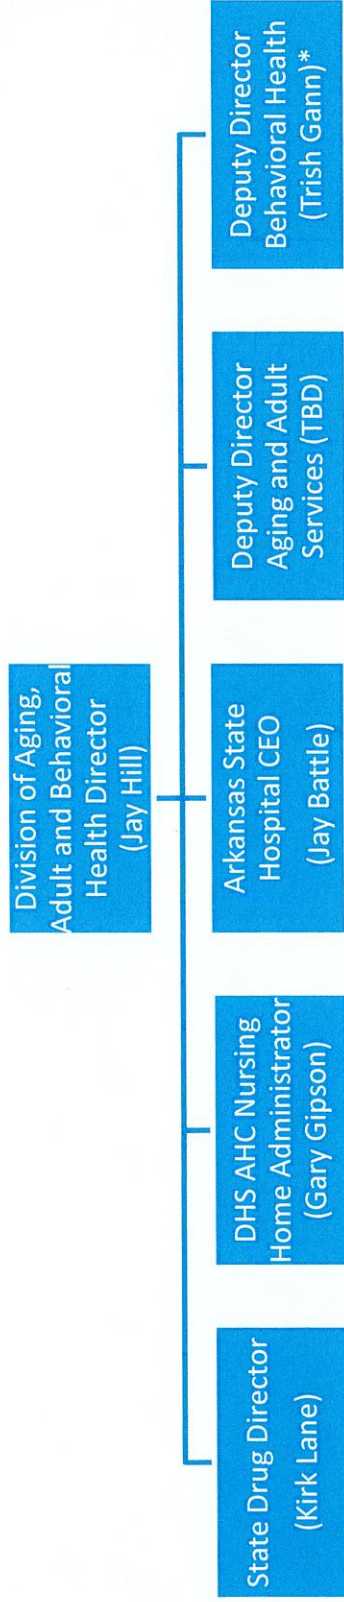 Division of Aging,
Adult and Behavioral
Health Director
(Jay Hill)
State Drug Director
(Kirk Lane)
DHS AHC Nursing
Home Administrator
(Gary Gipson)
Arkansas State
Hospital CEO
(Jay Battle)
Deputy Director
Aging and Adult
Services (TBD)
Deputy Director
Behavioral Health
(Trish Gann)*